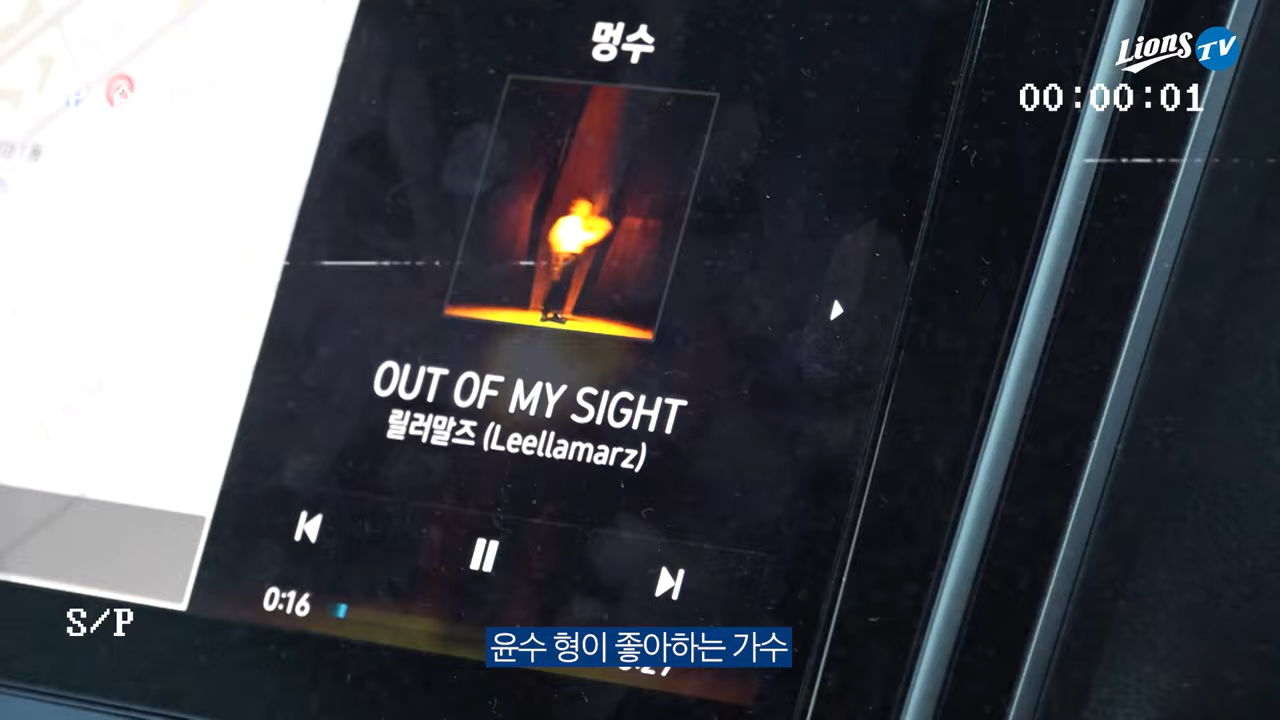 멍수
Lions TV
00:00:01
OUT OF MY SIGHT
릴러말즈 (Leellamarz)
0:16
S/P
윤수 형이 좋아하는 가수